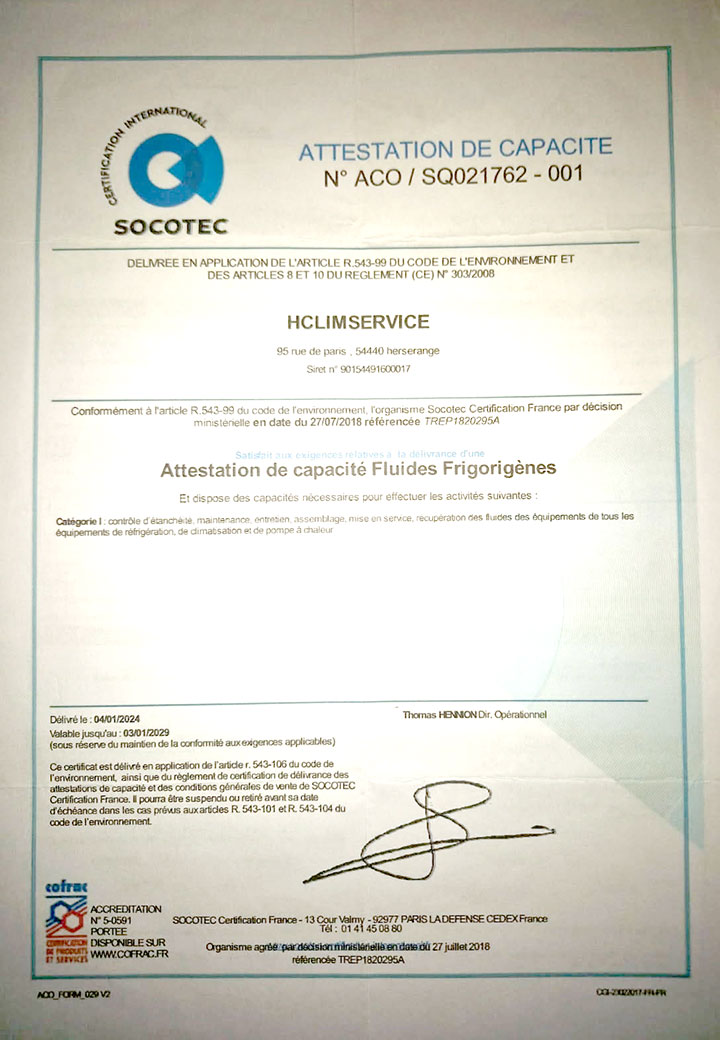 CERTIFICATION INTERNATIONAL
SOCOTEC
ATTESTATION DE CAPACITE
N° ACO / SQ021762 - 001
DELIVREE EN APPLICATION DE L'ARTICLE R.543-99 DU CODE DE L'ENVIRONNEMENT ET
DES ARTICLES 8 ET 10 DU REGLEMENT (CE) N° 303/2008
HCLIMSERVICE
95 rue de paris , 54440 herserange
Siret n° 90154491600017
Conformément à l'article R.543-99 du code de l'environnement, l'organisme Socotec Certification France par décision
ministérielle en date du 27/07/2018 référencée TREP1820295A
Satisfait aux exigences relatives à la délivrance d'une
Attestation de capacité Fluides Frigorigènes
Et dispose des capacités nécessaires pour effectuer les activités suivantes :
Catégorie I : contrôle d'étanchéité, maintenance, entretien, assemblage, mise en service, récupération des fluides des équipements de tous les
équipements de réfrigération, de climatisation et de pompe à chaleur
Délivré le : 04/01/2024
Valable jusqu'au : 03/01/2029
(sous réserve du maintien de la conformité aux exigences applicables)
Thomas HENNION Dir. Opérationnel
Ce certificat est délivré en application de l'article r. 543-106 du code de
l'environnement, ainsi que du règlement de certification de délivrance des
attestations de capacité et des conditions générales de vente de SOCOTEC
Certification France. Il pourra être suspendu ou retiré avant sa date
d'échéance dans les cas prévus aux articles R. 543-101 et R. 543-104 du
code de l'environnement.
cofrac
CERTIFICATION
DE PRODUITS
ET SERVICES
ACCREDITATION
N° 5-0591
PORTEE
DISPONIBLE SUR
WWW.COFRAC.FR
SOCOTEC Certification France - 13 Cour Valmy - 92977 PARIS LA DEFENSE CEDEX France
Tél : 01 41 45 08 80
Organisme agréé par décision ministérielle en date du 27 juillet 2018
référencée TREP1820295A
ACO_FORM_029 V2